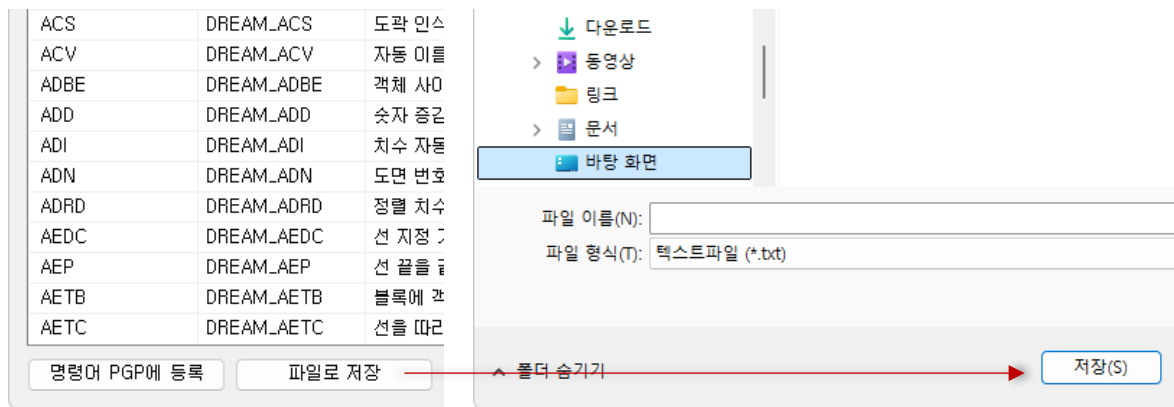 ACS DREAM_ACS 도곽 인식
ACV DREAM_ACV 자동 이름
ADBE DREAM_ADBE 객체 사이
ADD DREAM_ADD 숫자 증감
ADI DREAM_ADI 치수 자동
ADN DREAM_ADN 도면 번호
ADRD DREAM_ADRD 정렬 치수
AEDC DREAM_AEDC 선 지정
AEP DREAM_AEP 선 끝을
AETB DREAM_AETB 블록에
AETC DREAM_AETC 선을 따라
명령어 PGP에 등록 파일로 저장
다운로드
동영상
링크
문서
바탕 화면
파일 이름(N):
파일 형식(T): 텍스트파일 (*.txt)
폴더 숨기기 저장(S)